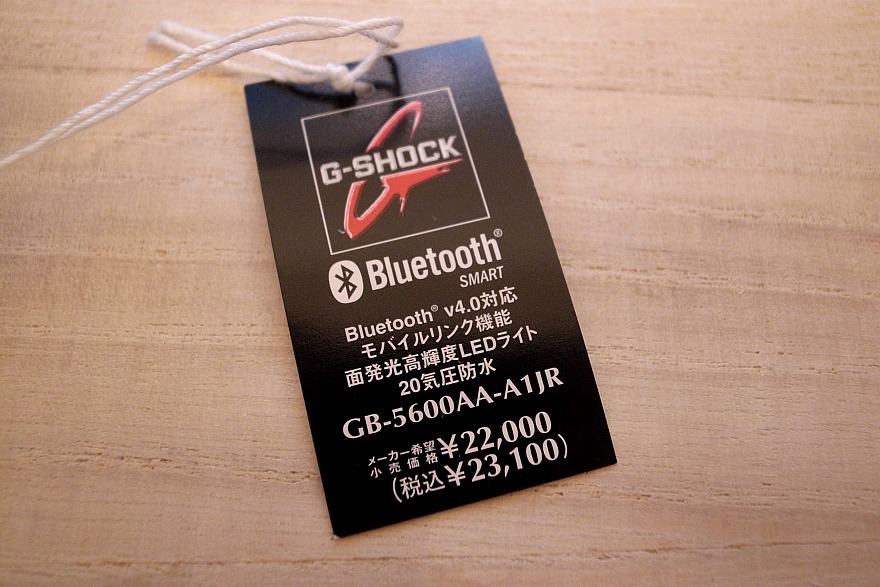 G-SHOCK
Bluetooth®
SMART
Bluetooth® v4.0対応
モバイルリンク機能
面発光高輝度LEDライト
20気圧防水
GB-5600AA-A1JR
メーカー希望小売価格 ¥22,000
(税込¥23,100)